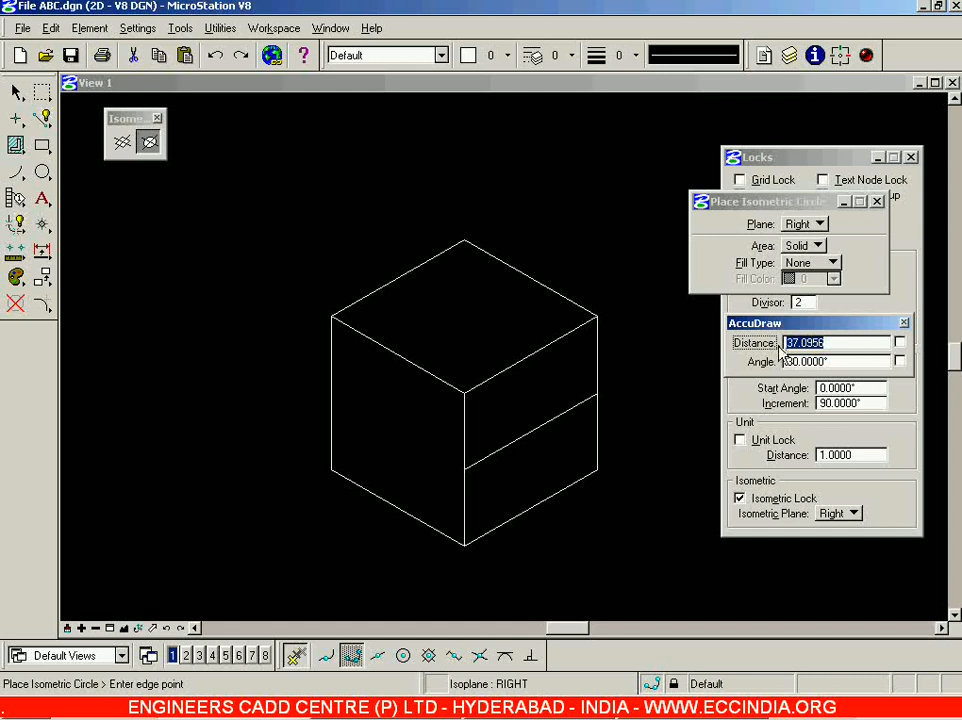 File ABC.dgn (2D - V8 DGN) - MicroStation V8
File Edit Element Settings Tools Utilities Workspace Window Help
Default 0 0 0
View 1
Isome...
Locks
Grid Lock Text Node Lock
up
Place Isometric Circle
Plane: Right
Area: Solid
Fill Type: None
Fill Color: 0
Divisor: 2
AccuDraw
Distance: 37.0956
Angle: 30.0000°
Start Angle: 0.0000°
Increment: 90.0000°
Unit
Unit Lock
Distance: 1.0000
Isometric
Isometric Lock
Isometric Plane: Right
Default Views 1 2 3 4 5 6 7 8
Place Isometric Circle > Enter edge point Isoplane : RIGHT Default
ENGINEERS CADD CENTRE (P) LTD - HYDERABAD - INDIA - WWW.ECCINDIA.ORG